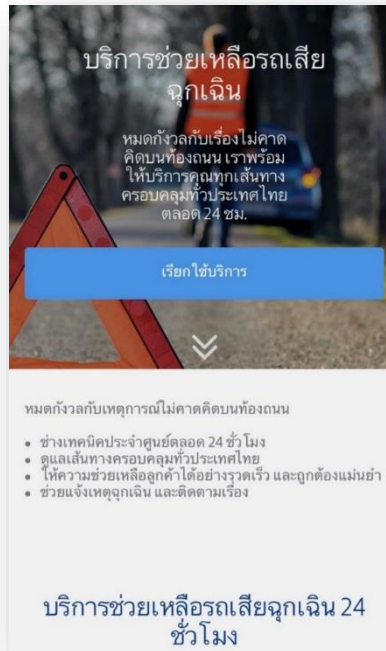 บริการช่วยเหลือรถเสีย
ฉุกเฉิน
หมดกังวลกับเรื่องไม่คาด
คิดบนท้องถนน เราพร้อม
ให้บริการคุณทุกเส้นทาง
ครอบคลุมทั่วประเทศไทย
ตลอด 24 ชม.
เรียกใช้บริการ
หมดกังวลกับเหตุการณ์ไม่คาดคิดบนท้องถนน
• ช่างเทคนิคประจำศูนย์ตลอด 24 ชั่วโมง
• ดูแลเส้นทางครอบคลุมทั่วประเทศไทย
• ให้ความช่วยเหลือลูกค้าได้อย่างรวดเร็ว และถูกต้องแม่นยำ
• ช่วยแจ้งเหตุฉุกเฉิน และติดตามเรื่อง
บริการช่วยเหลือรถเสียฉุกเฉิน 24
ชั่วโมง